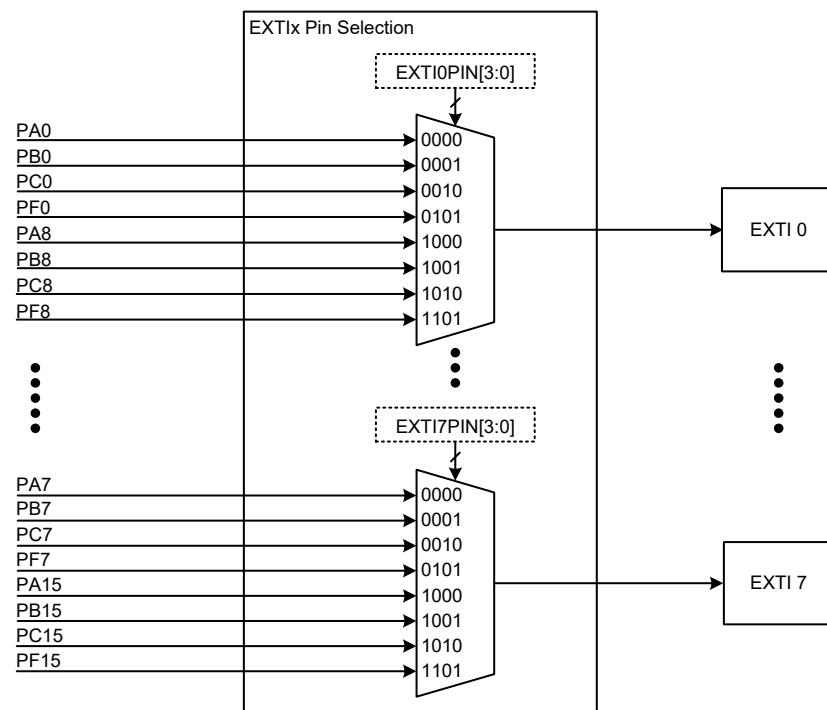 EXTIx Pin Selection
EXTI0PIN[3:0]
PA0
0000
PB0
0001
PC0
0010
PF0
0101
PA8
1000
PB8
1001
PC8
1010
PF8
1101
EXTI 0
EXTI7PIN[3:0]
PA7
0000
PB7
0001
PC7
0010
PF7
0101
PA15
1000
PB15
1001
PC15
1010
PF15
1101
EXTI 7